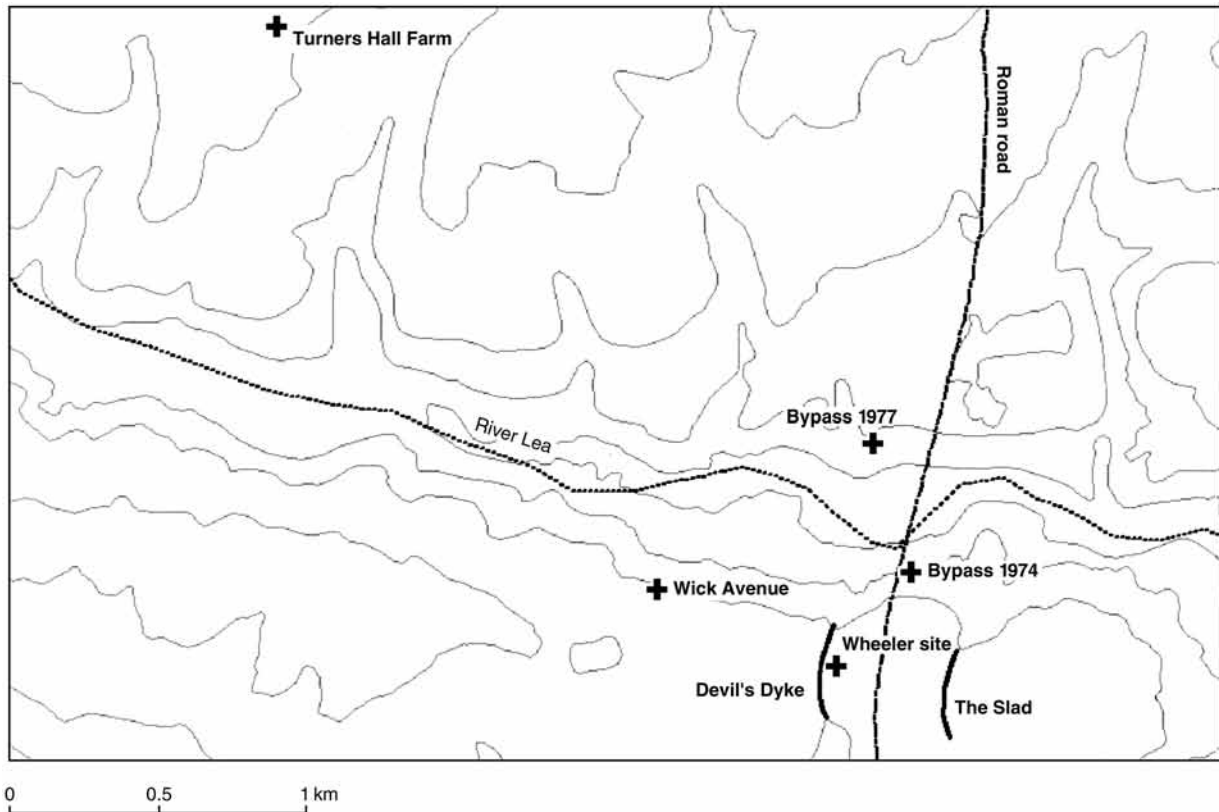 Turners Hall Farm
Roman road
Bypass 1977
River Lea
Bypass 1974
Wick Avenue
Wheeler site
Devil's Dyke
The Slad
0 0.5 1 km